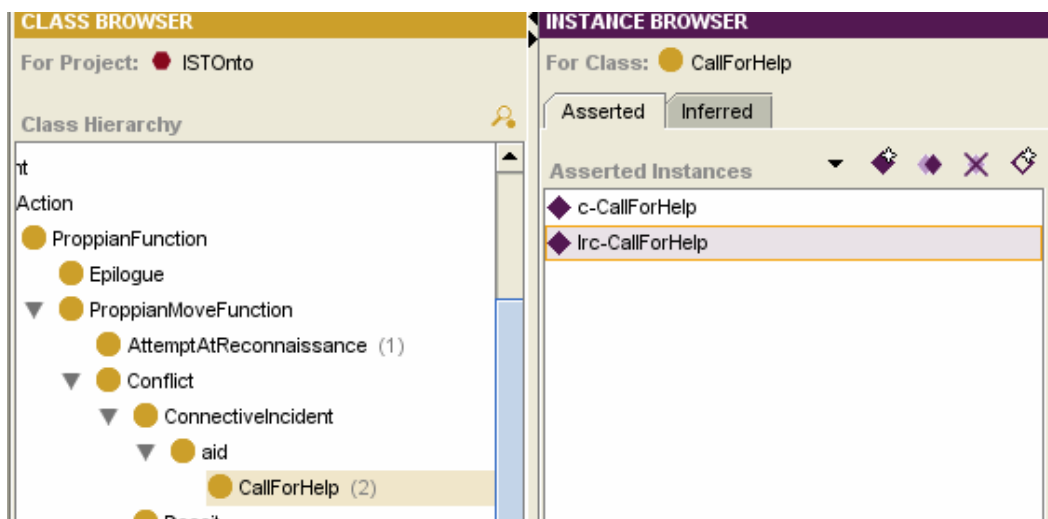 CLASS BROWSER
For Project: ISTOnto
Class Hierarchy
nt
Action
ProppianFunction
Epilogue
ProppianMoveFunction
AttemptAtReconnaissance (1)
Conflict
ConnectiveIncident
aid
CallForHelp (2)
INSTANCE BROWSER
For Class: CallForHelp
Asserted Inferred
Asserted Instances
c-CallForHelp
lrc-CallForHelp